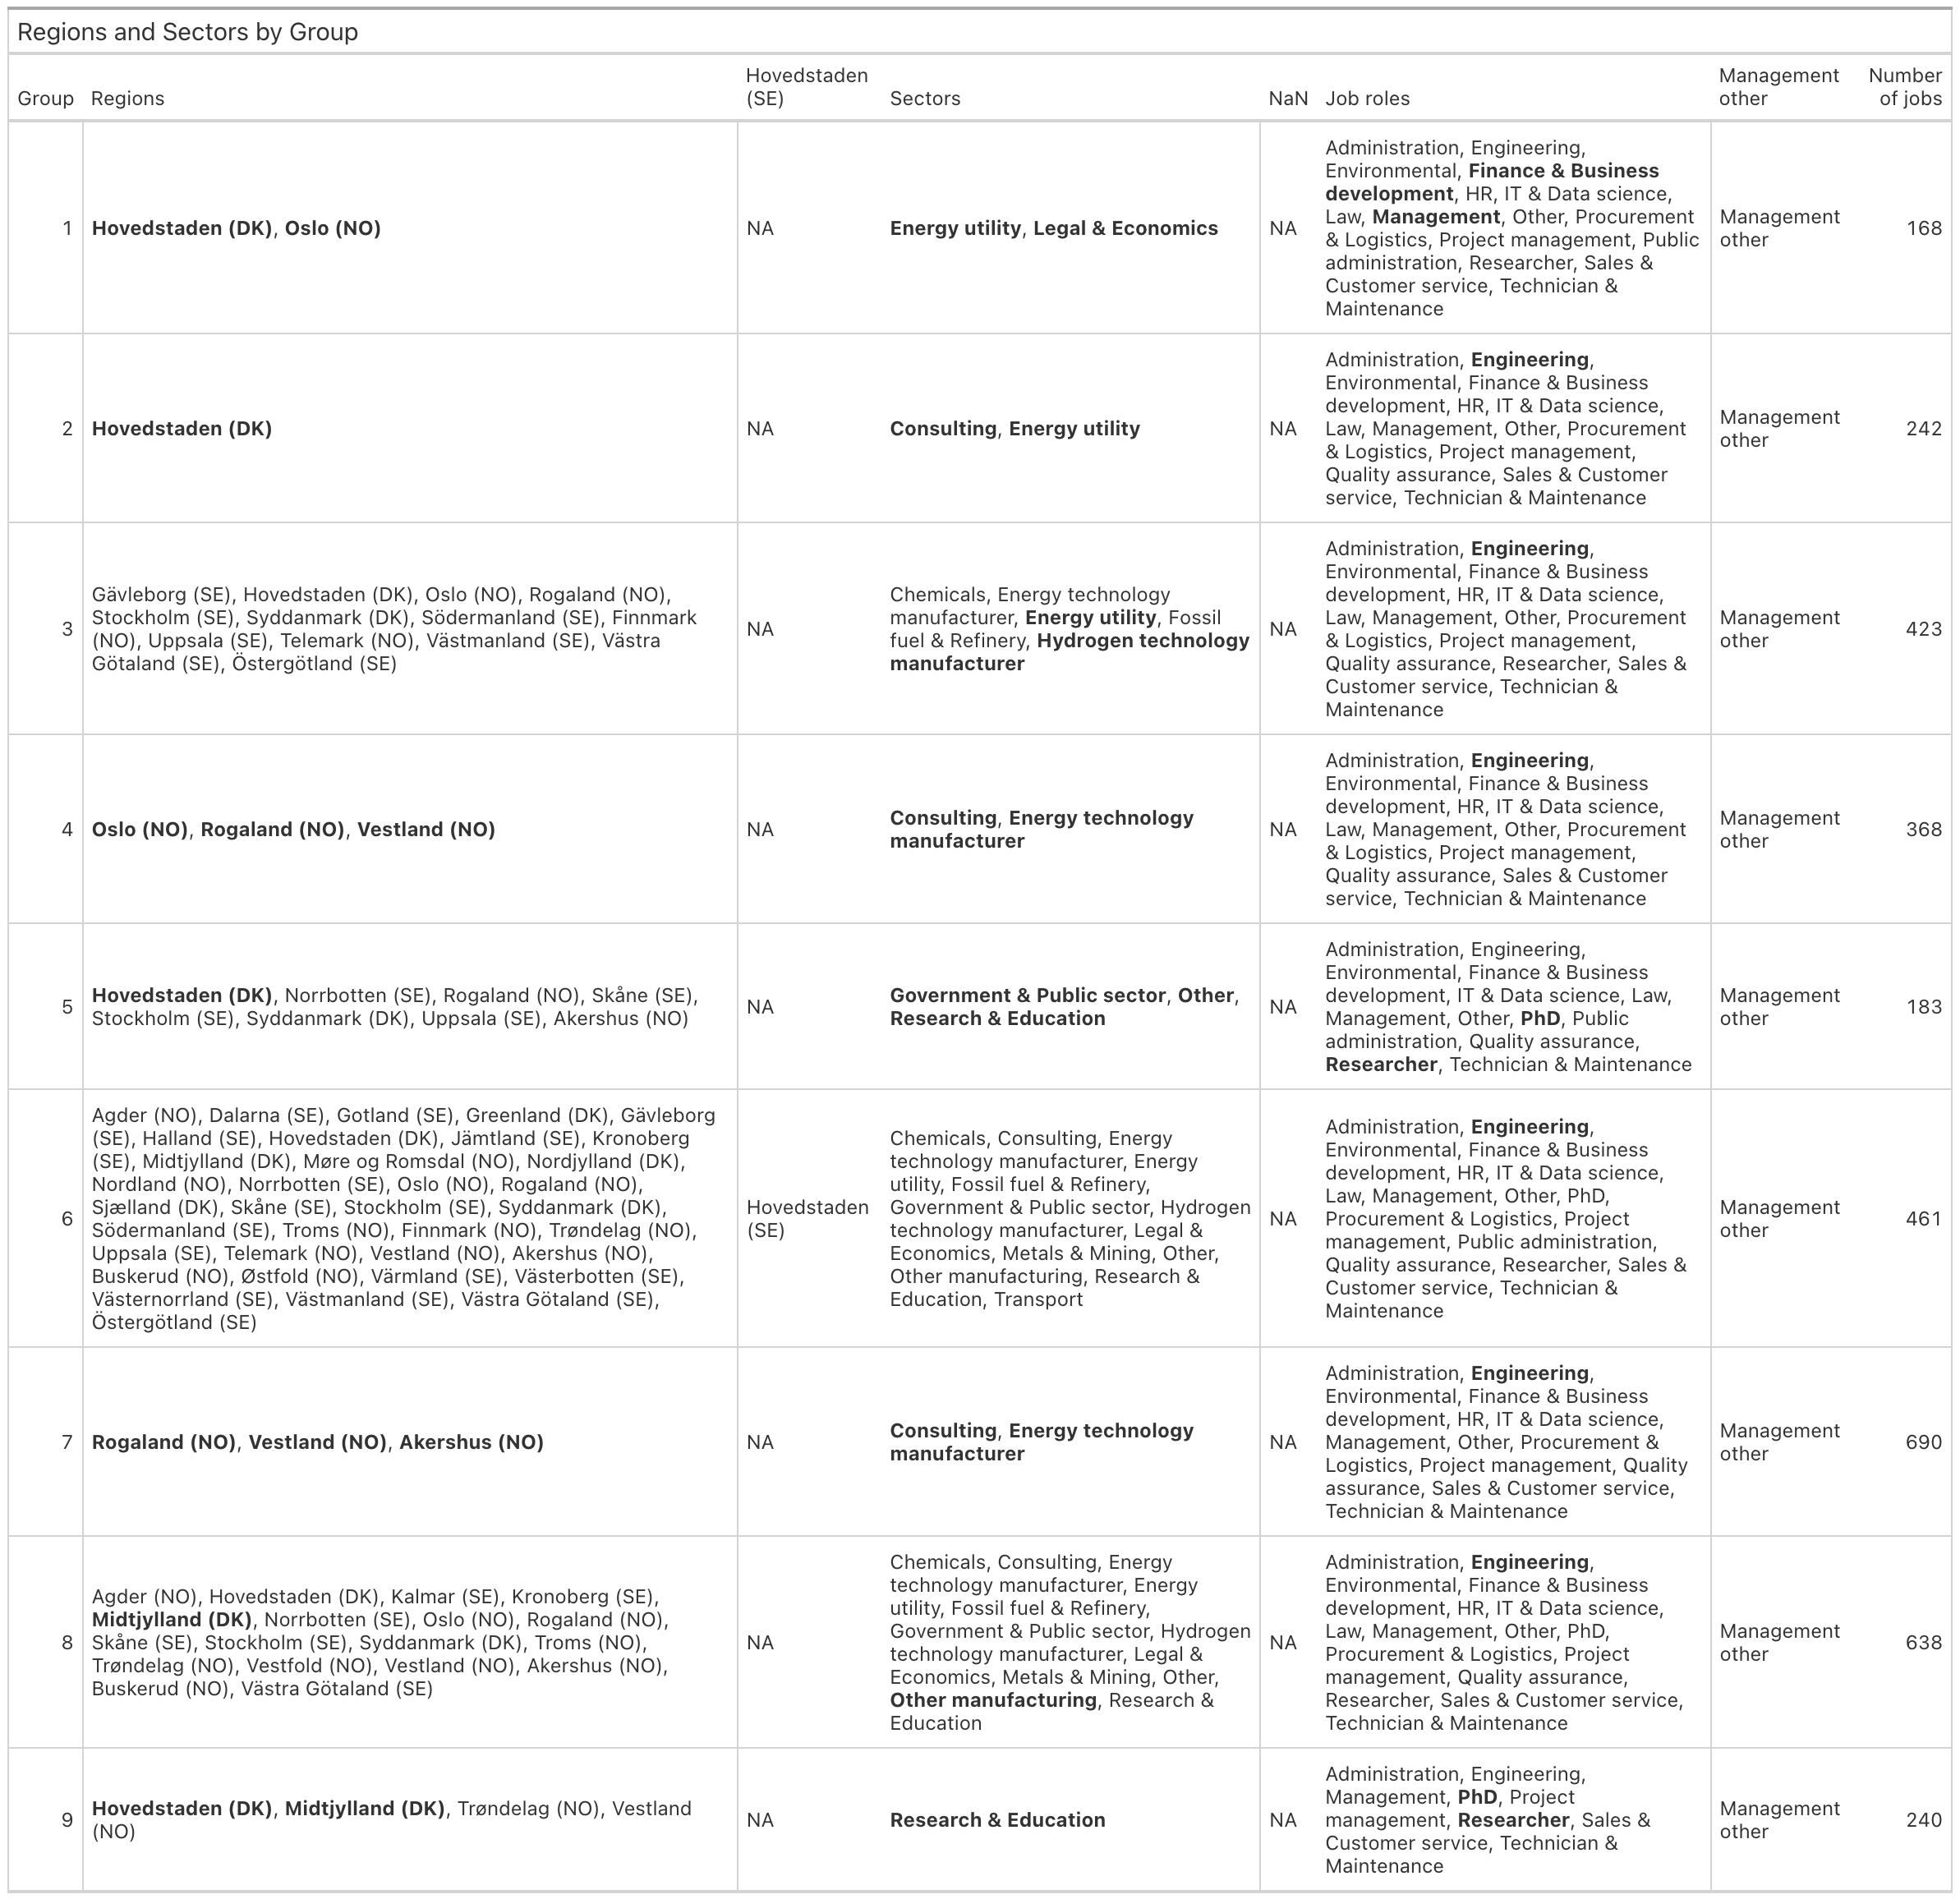 Regions and Sectors by Group
Group Regions Hovedstaden (SE) Sectors NaN Job roles Management other Number of jobs
1
Hovedstaden (DK), Oslo (NO)
NA
Energy utility, Legal & Economics
NA
Administration, Engineering,
Environmental, Finance & Business
development, HR, IT & Data science,
Law, Management, Other, Procurement
& Logistics, Project management, Public
administration, Researcher, Sales &
Customer service, Technician &
Maintenance
Management
other
168
2
Hovedstaden (DK)
NA
Consulting, Energy utility
NA
Administration, Engineering,
Environmental, Finance & Business
development, HR, IT & Data science,
Law, Management, Other, Procurement
& Logistics, Project management,
Quality assurance, Sales & Customer
service, Technician & Maintenance
Management
other
242
3
Gävleborg (SE), Hovedstaden (DK), Oslo (NO), Rogaland (NO),
Stockholm (SE), Syddanmark (DK), Södermanland (SE), Finnmark
(NO), Uppsala (SE), Telemark (NO), Västmanland (SE), Västra
Götaland (SE), Östergötland (SE)
NA
Chemicals, Energy technology
manufacturer, Energy utility, Fossil
fuel & Refinery, Hydrogen technology
manufacturer
NA
Administration, Engineering,
Environmental, Finance & Business
development, HR, IT & Data science,
Law, Management, Other, Procurement
& Logistics, Project management,
Quality assurance, Researcher, Sales &
Customer service, Technician &
Maintenance
Management
other
423
4
Oslo (NO), Rogaland (NO), Vestland (NO)
NA
Consulting, Energy technology
manufacturer
NA
Administration, Engineering,
Environmental, Finance & Business
development, HR, IT & Data science,
Law, Management, Other, Procurement
& Logistics, Project management,
Quality assurance, Sales & Customer
service, Technician & Maintenance
Management
other
368
5
Hovedstaden (DK), Norrbotten (SE), Rogaland (NO), Skåne (SE),
Stockholm (SE), Syddanmark (DK), Uppsala (SE), Akershus (NO)
NA
Government & Public sector, Other,
Research & Education
NA
Administration, Engineering,
Environmental, Finance & Business
development, IT & Data science, Law,
Management, Other, PhD, Public
administration, Quality assurance,
Researcher, Technician & Maintenance
Management
other
183
6
Agder (NO), Dalarna (SE), Gotland (SE), Greenland (DK), Gävleborg
(SE), Halland (SE), Hovedstaden (DK), Jämtland (SE), Kronoberg
(SE), Midtjylland (DK), Møre og Romsdal (NO), Nordjylland (DK),
Nordland (NO), Norrbotten (SE), Oslo (NO), Rogaland (NO),
Sjælland (DK), Skåne (SE), Stockholm (SE), Syddanmark (DK),
Södermanland (SE), Troms (NO), Finnmark (NO), Trøndelag (NO),
Uppsala (SE), Telemark (NO), Vestland (NO), Akershus (NO),
Buskerud (NO), Østfold (NO), Värmland (SE), Västerbotten (SE),
Västernorrland (SE), Västmanland (SE), Västra Götaland (SE),
Östergötland (SE)
Hovedstaden
(SE)
Chemicals, Consulting, Energy
technology manufacturer, Energy
utility, Fossil fuel & Refinery,
Government & Public sector, Hydrogen
technology manufacturer, Legal &
Economics, Metals & Mining, Other,
Other manufacturing, Research &
Education, Transport
NA
Administration, Engineering,
Environmental, Finance & Business
development, HR, IT & Data science,
Law, Management, Other, PhD,
Procurement & Logistics, Project
management, Public administration,
Quality assurance, Researcher, Sales &
Customer service, Technician &
Maintenance
Management
other
461
7
Rogaland (NO), Vestland (NO), Akershus (NO)
NA
Consulting, Energy technology
manufacturer
NA
Administration, Engineering,
Environmental, Finance & Business
development, HR, IT & Data science,
Management, Other, Procurement &
Logistics, Project management, Quality
assurance, Sales & Customer service,
Technician & Maintenance
Management
other
690
8
Agder (NO), Hovedstaden (DK), Kalmar (SE), Kronoberg (SE),
Midtjylland (DK), Norrbotten (SE), Oslo (NO), Rogaland (NO),
Skåne (SE), Stockholm (SE), Syddanmark (DK), Troms (NO),
Trøndelag (NO), Vestfold (NO), Vestland (NO), Akershus (NO),
Buskerud (NO), Västra Götaland (SE)
NA
Chemicals, Consulting, Energy
technology manufacturer, Energy
utility, Fossil fuel & Refinery,
Government & Public sector, Hydrogen
technology manufacturer, Legal &
Economics, Metals & Mining, Other,
Other manufacturing, Research &
Education
NA
Administration, Engineering,
Environmental, Finance & Business
development, HR, IT & Data science,
Law, Management, Other, PhD,
Procurement & Logistics, Project
management, Quality assurance,
Researcher, Sales & Customer service,
Technician & Maintenance
Management
other
638
9
Hovedstaden (DK), Midtjylland (DK), Trøndelag (NO), Vestland
(NO)
NA
Research & Education
NA
Administration, Engineering,
Management, PhD, Project
management, Researcher, Sales &
Customer service, Technician &
Maintenance
Management
other
240